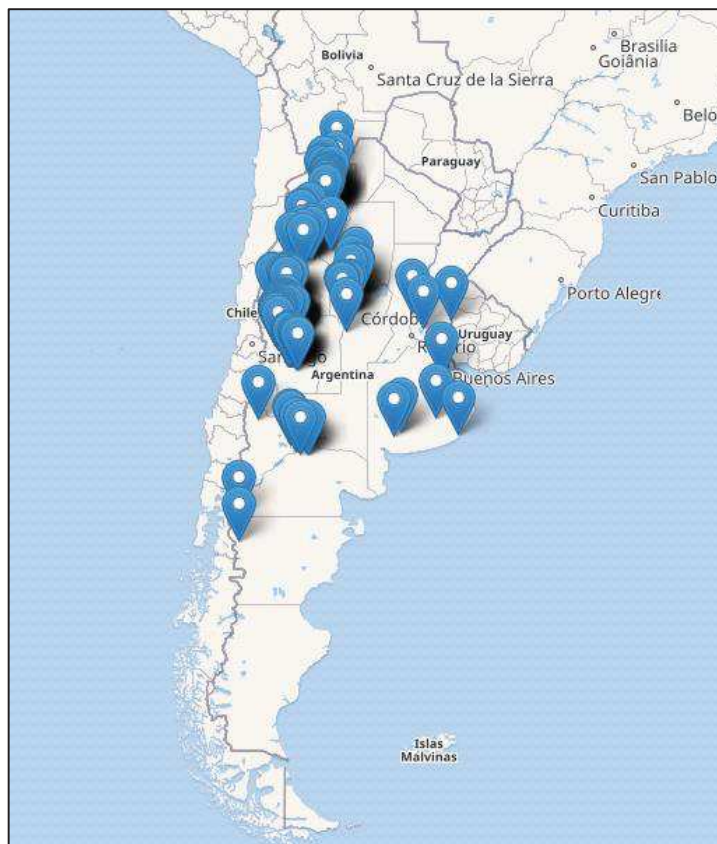 Brasilia
Bolivia
Goiânia
Santa Cruz de la Sierra
Belo
Paraguay
San Pablo
Curitiba
Porto Alegre
Chile
Córdob
Uruguay
Argentina
Buenos Aires
Islas
Malvinas